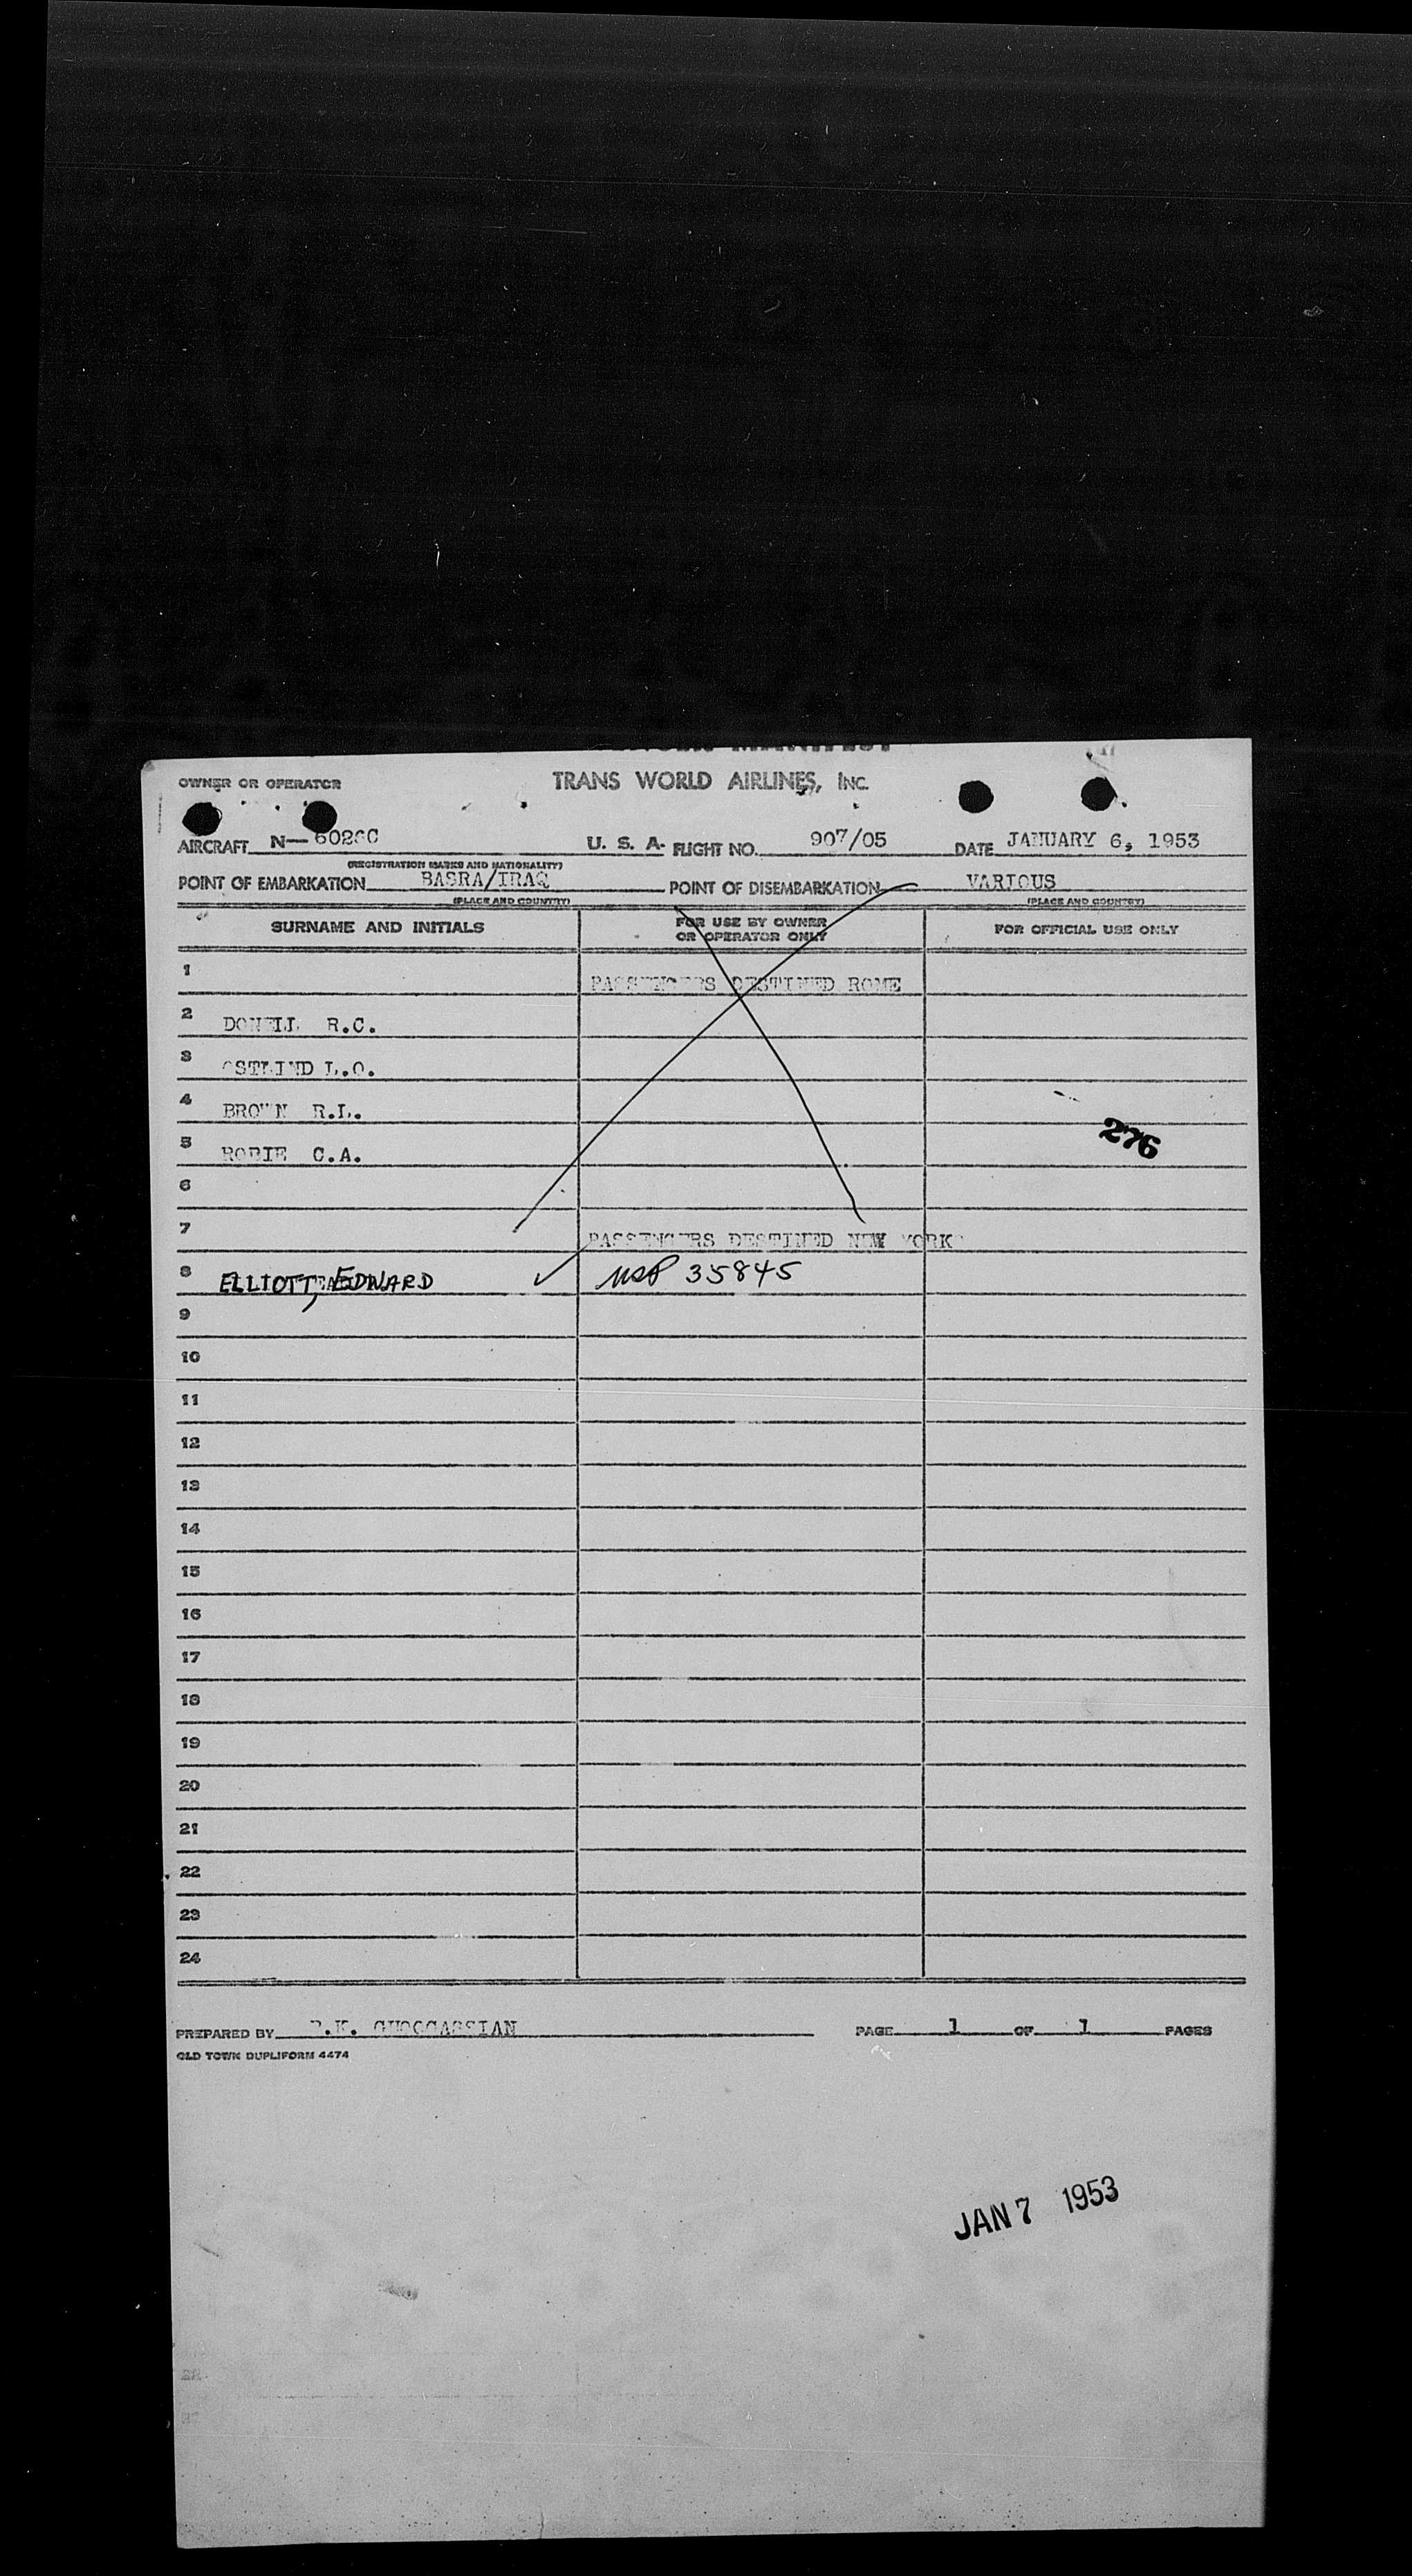 OWNER OR OPERATOR
TRANS WORLD AIRLINES, INC.
AIRCRAFT N— U. S. A. FLIGHT NO. 907/05 DATE JANUARY 6, 1953
(REGISTRATION MARKS AND NATIONALITY)
POINT OF EMBARKATION BASRA/IRAQ POINT OF DISEMBARKATION VARIOUS
(PLACE AND COUNTRY) (PLACE AND COUNTRY)
SURNAME AND INITIALS FOR USE BY OWNER OR OPERATOR ONLY FOR OFFICIAL USE ONLY
1 PASSENGERS DESTINED ROME
2 DONELL R.C.
3 OSTLIND L.O.
4 BROWN R.L.
276
5 C.A.
6
7 PASSENGERS DESTINED NEW YORK
8 ELLIOTT, EDWARD ✓ USP 35845
9
10
11
12
13
14
15
16
17
18
19
20
21
22
23
24
PREPARED BY PAGE 1 OF 1 PAGES
OLD TOWN DUPLIFORM 4474
JAN 7 1953